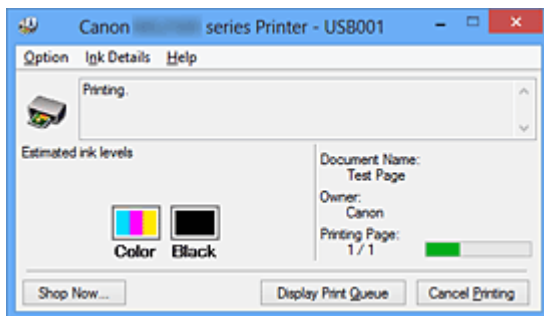 Canon series Printer - USB001
Option Ink Details Help
Printing.
Estimated ink levels
Color Black
Document Name:
Test Page
Owner:
Canon
Printing Page:
1 / 1
Shop Now... Display Print Queue Cancel Printing